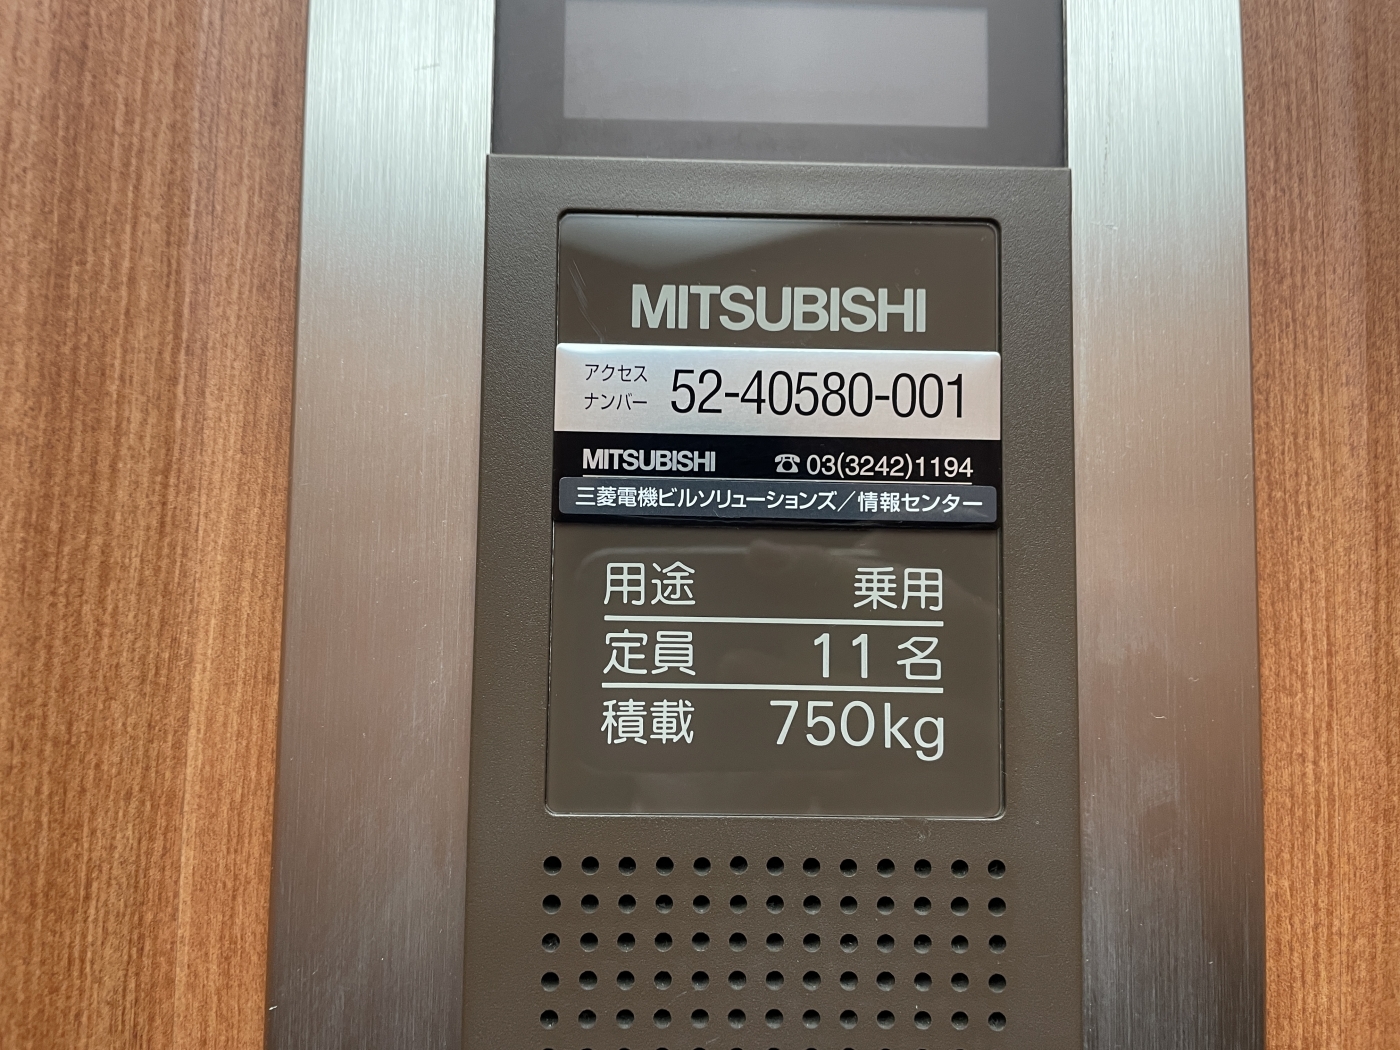 MITSUBISHI
アクセス
ナンバー 52-40580-001
MITSUBISHI ☎ 03(3242)1194
三菱電機ビルソリューションズ／情報センター
用途 乗用
定員 11名
積載 750kg